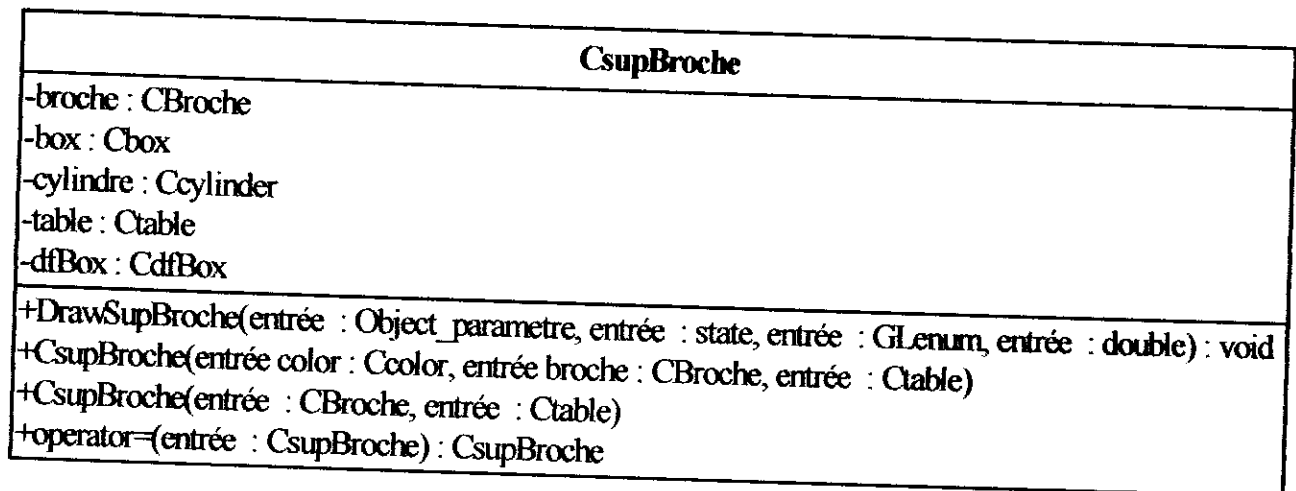 CsupBroche
-broche : CBroche
-box : Cbox
-cylindre : Ccylinder
-table : Ctable
-dfBox : CdfBox
+DrawSupBroche(entrée : Object_parametre, entrée : state, entrée : GLenum, entrée : double) : void
+CsupBroche(entrée color : Ccolor, entrée broche : CBroche, entrée : Ctable)
+CsupBroche(entrée : CBroche, entrée : Ctable)
+operator=(entrée : CsupBroche) : CsupBroche